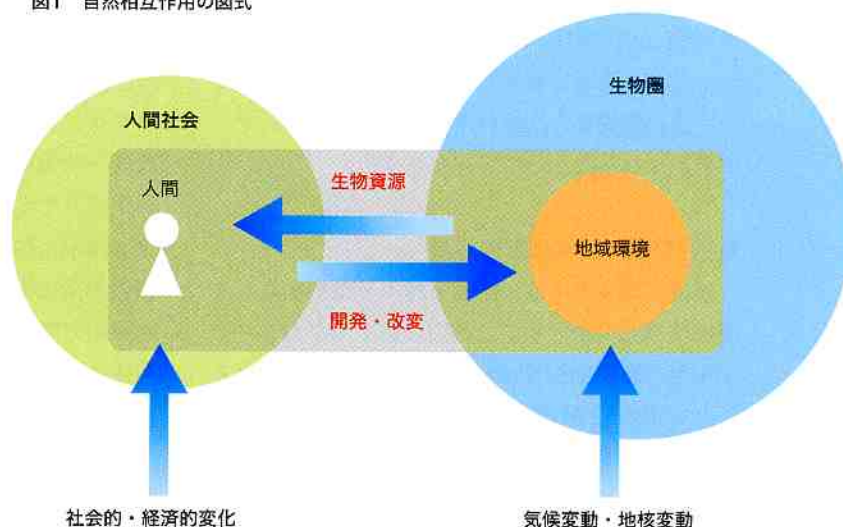 図1　自然相互作用の図式
生物圏
人間社会
人間
生物資源
地域環境
開発・改変
社会的・経済的変化
気候変動・地核変動